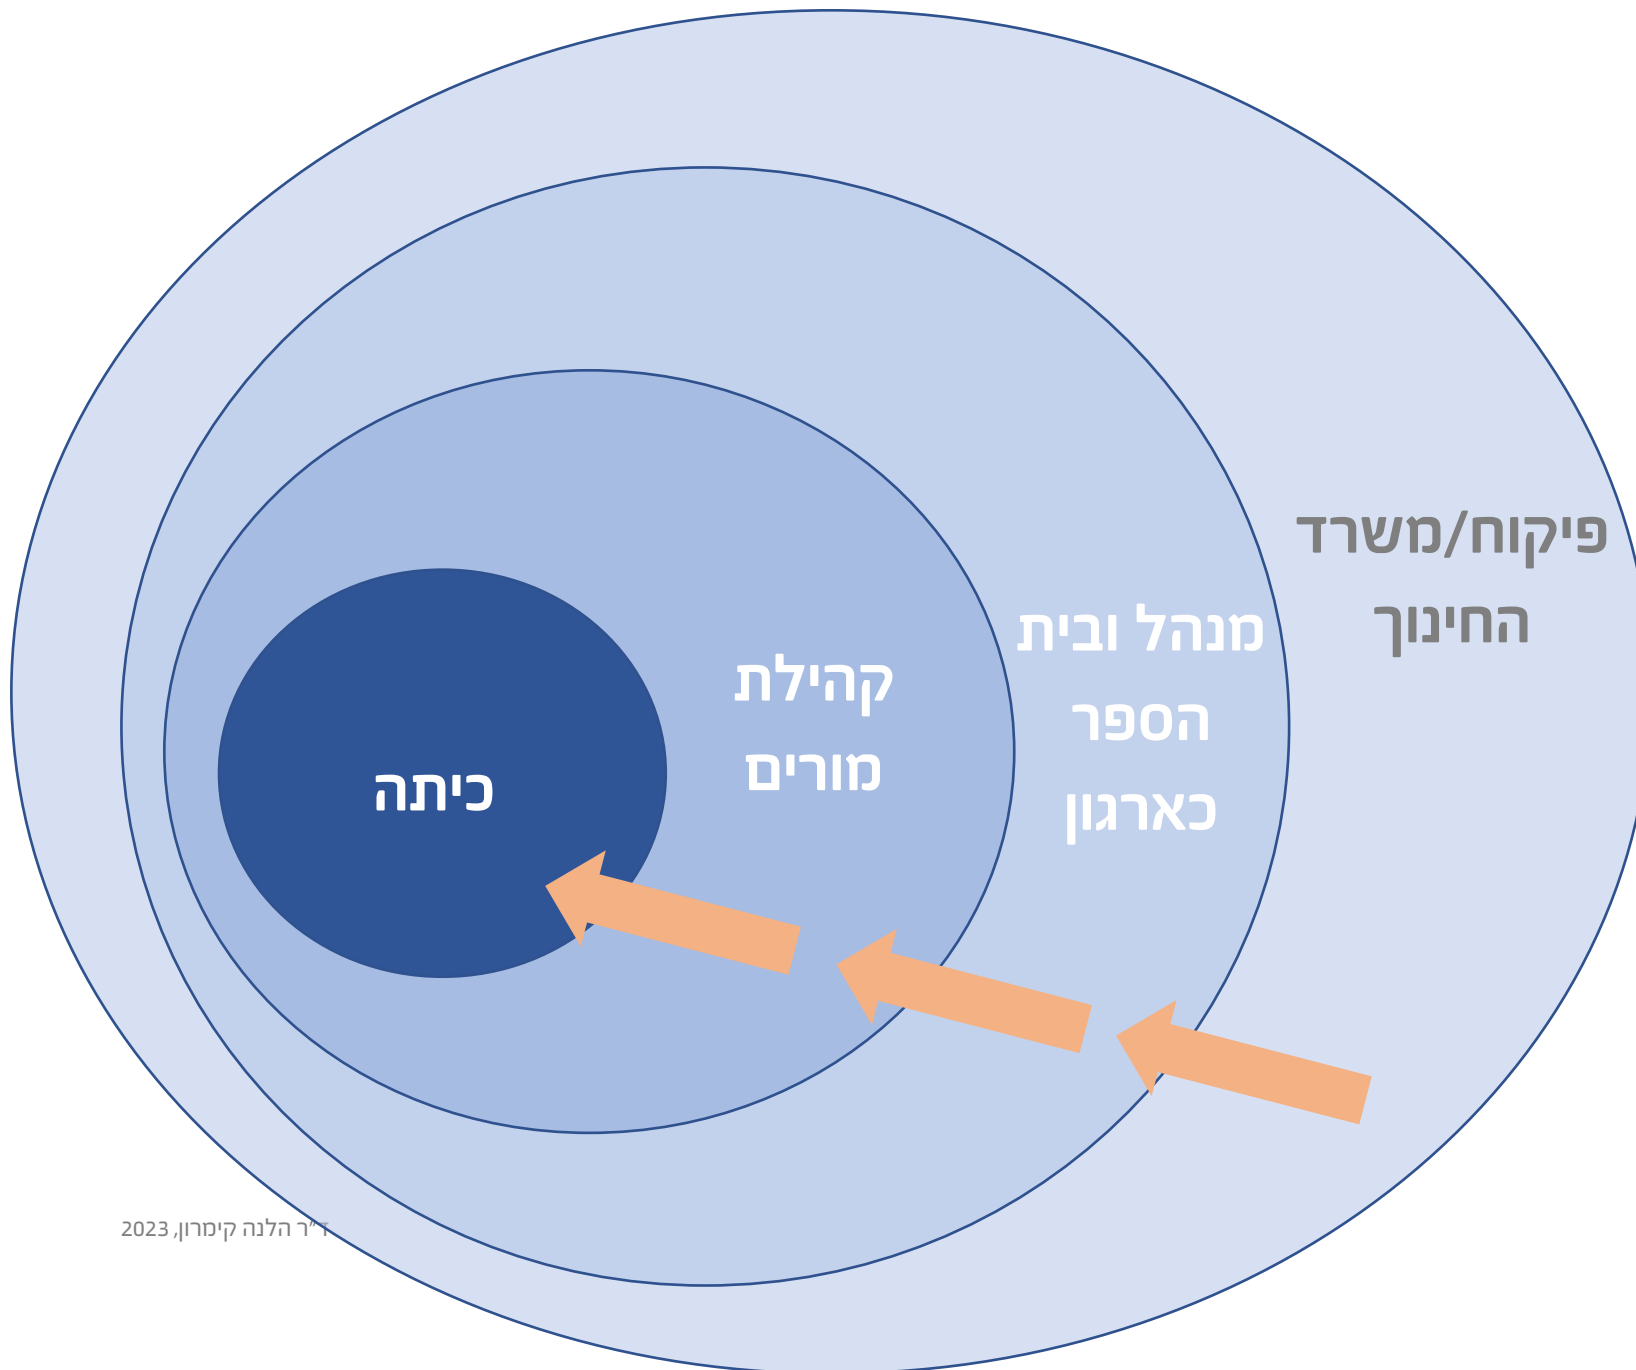 פיקוח/משרד
החינוך
מנהל ובית
הספר
כארגון
קהילת
מורים
כיתה
ד"ר הלנה קימרון, 2023